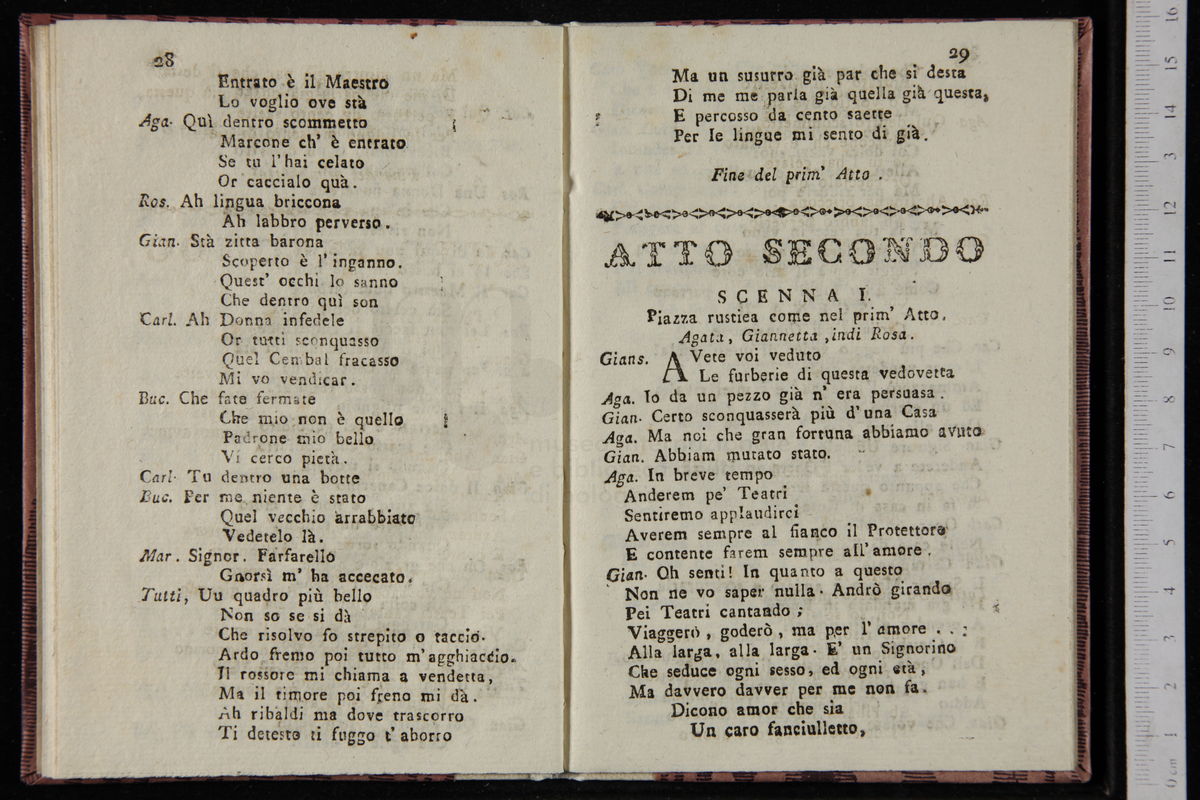 28
Entrato è il Maestro
Lo voglio ove stà
Aga. Quì dentro scommetto
Marcone ch' è entrato
Se tu l'hai celato
Or caccialo quà.
Ros. Ah lingua briccona
Ah labbro perverso.
Gian. Stà zitta barona
Scoperto è l'inganno.
Quest' occhi lo sanno
Che dentro quì son
Carl. Ah Donna infedele
Or tutti sconquasso
Quel Cembal fracasso
Mi vo vendicar.
Buc. Che fate fermate
Che mio non è quello
Padrone mio bello
Vi cerco pietà.
Carl. Tu dentro una botte
Buc. Per me niente è stato
Quel vecchio arrabbiato
Vedetelo là.
Mar. Signor. Farfarello
Gnorsì m' ha accecato.
Tutti, Uu quadro più bello
Non so se si dà
Che risolvo fo strepito o taccio.
Ardo fremo poi tutto m'agghiaccio.
Il rossore mi chiama a vendetta,
Ma il timore poi freno mi dà.
Ah ribaldi ma dove trascorro
Ti detesto ti fuggo t'aborro
29
Ma un susurro già par che si desta
Di me me parla già quella già questa,
E percosso da cento saette
Per le lingue mi sento di già.
Fine del prim' Atto.
ATTO SECONDO
SCENNA I.
Piazza rustiea come nel prim' Atto.
Agata, Giannetta, indi Rosa.
Gians. AVete voi veduto
Le furberie di questa vedovetta
Aga. Io da un pezzo già n' era persuasa.
Gian. Certo sconquasserà più d'una Casa
Aga. Ma noi che gran fortuna abbiamo avuto
Gian. Abbiam mutato stato.
Aga. In breve tempo
Anderem pe' Teatri
Sentiremo applaudirci
Averem sempre al fianco il Protettore
E contente farem sempre all'amore.
Gian. Oh senti! In quanto a questo
Non ne vo saper nulla. Andrò girando
Pei Teatri cantando;
Viaggerò, goderò, ma per l'amore . . :
Alla larga, alla larga. E' un Signorino
Che seduce ogni sesso, ed ogni età,
Ma davvero davver per me non fa.
Dicono amor che sia
Un caro fanciulletto,